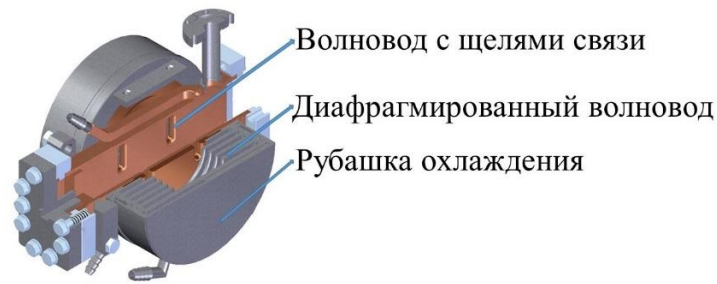 Волновод с щелями связи
Диафрагмированный волновод
Рубашка охлаждения